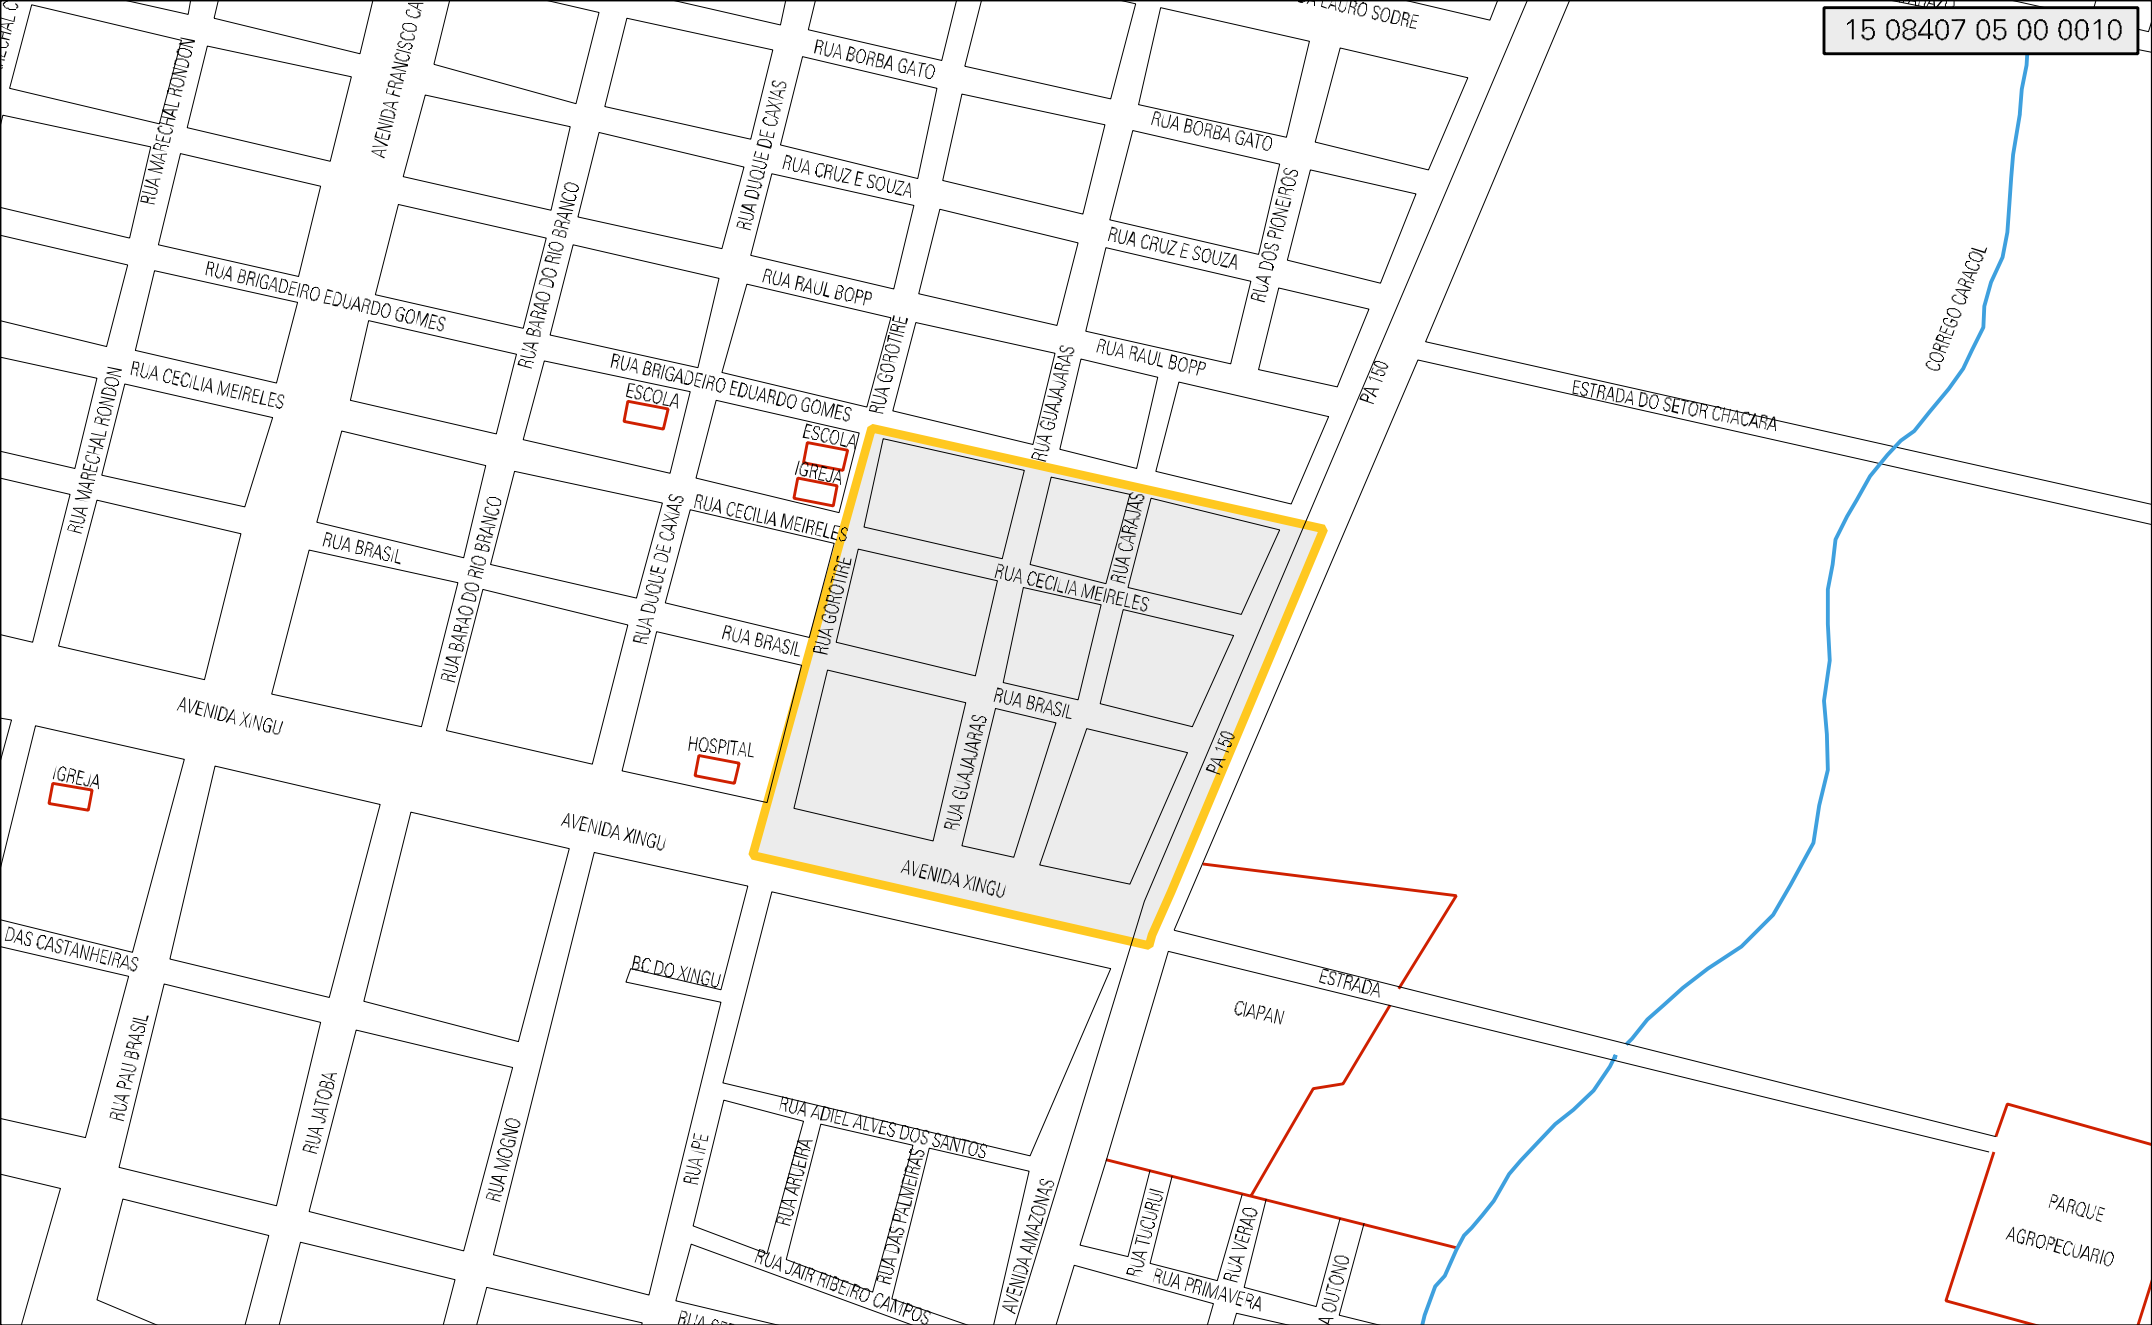 15 08407 05 00 0010
RUA BORBA GATO
RUA MARECHAL RONDON
AVENIDA FRANCISCO
RUA DUQUE DE CAXIAS
RUA BORBA GATO
RUA CRUZ E SOUZA
RUA BARAO DO RIO BRANCO
RUA DOS PIONEROS
RUA CRUZ E SOUZA
RUA BRIGADEIRO EDUARDO GOMES
RUA RAUL BOPP
CORREGO CARACOL
RUA GOROTIRE
RUA GUAJAJARAS
RUA RAUL BOPP
PA 150
RUA CECILIA MEIRELES
RUA BRIGADEIRO EDUARDO GOMES
ESCOLA
ESTRADA DO SETOR CHACARA
RUA MARECHAL RONDON
ESCOLA
IGREJA
RUA CECILIA MEIRELES
RUA CARAJAS
RUA BRASIL
RUA BARAO DO RIO BRANCO
RUA DUQUE DE CAXIAS
RUA GOROTIRE
RUA CECILIA MEIRELES
RUA BRASIL
RUA BRASIL
AVENIDA XINGU
HOSPITAL
RUA GUAJAJARAS
PA 150
IGREJA
AVENIDA XINGU
AVENIDA XINGU
DAS CASTANHEIRAS
BC DO XINGU
ESTRADA
CIAPAN
RUA PAU BRASIL
RUA JATOBA
RUA MOGNO
RUA IPE
RUA ADIEL ALVES DOS SANTOS
RUA ARUEIRA
RUA DAS PALMEIRAS
AVENIDA AMAZONAS
RUA TUCURUI
RUA VERAO
OUTONO
PARQUE
AGROPECUARIO
RUA JAIR RIBEIRO CAMPOS
RUA PRIMAVERA